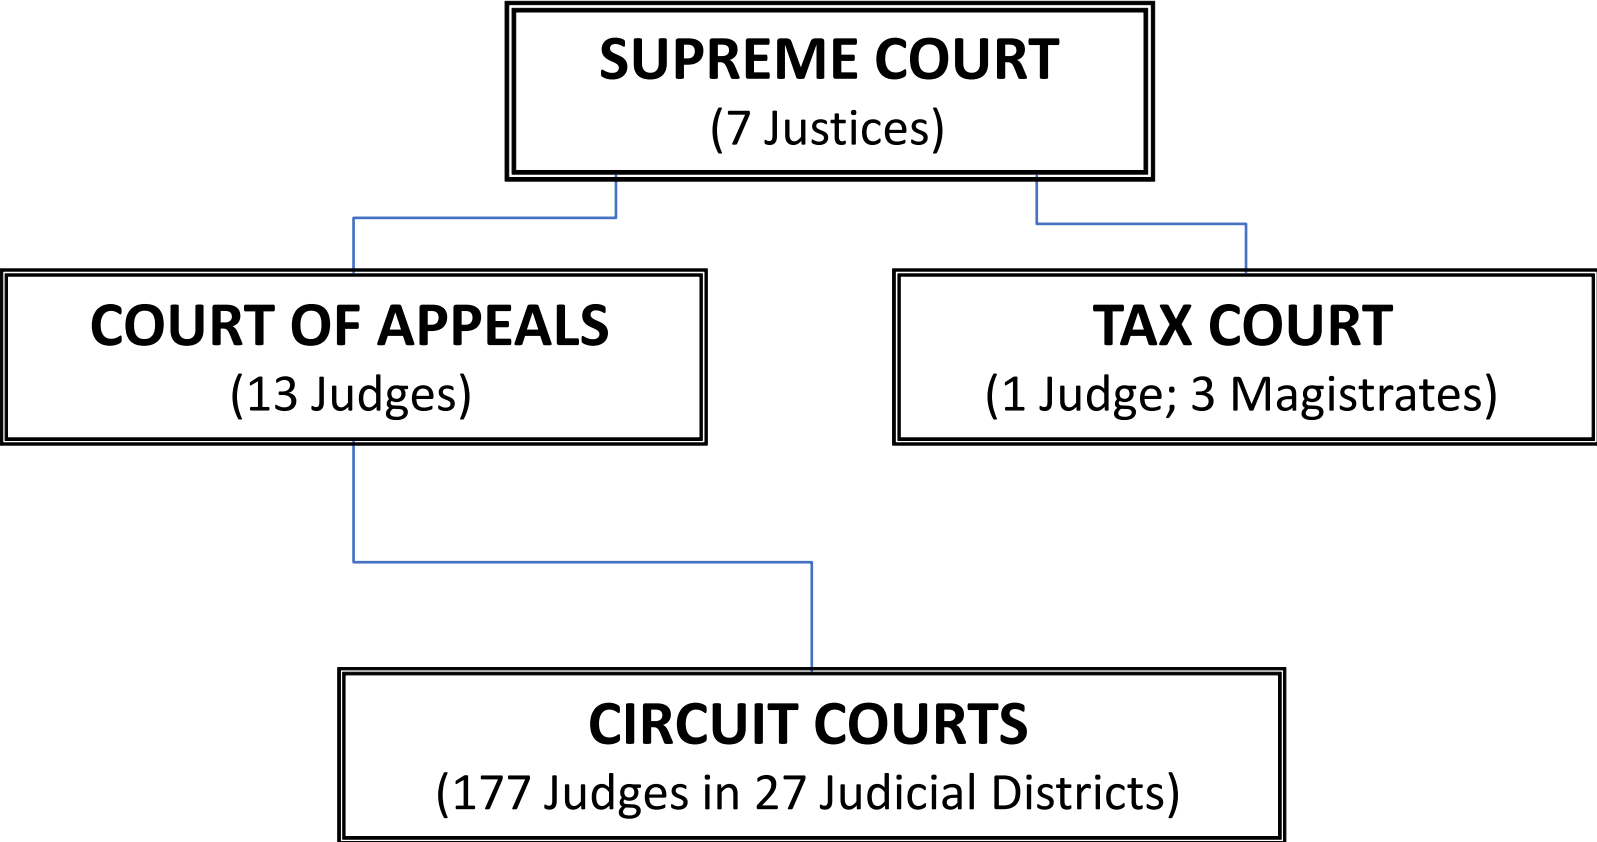 SUPREME COURT
(7 Justices)
COURT OF APPEALS
(13 Judges)
TAX COURT
(1 Judge; 3 Magistrates)
CIRCUIT COURTS
(177 Judges in 27 Judicial Districts)